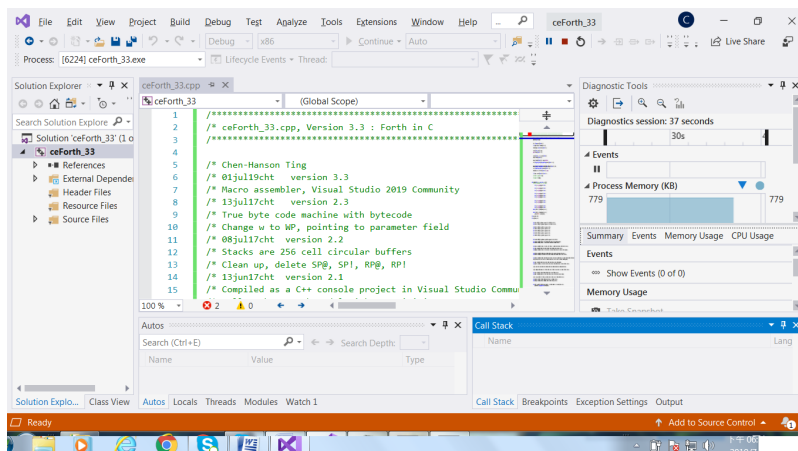 File Edit View Project Build Debug Test Analyze Tools Extensions Window Help ... ceForth_33 C
Debug x86 Continue Auto Live Share
Process: [6224] ceForth_33.exe Lifecycle Events Thread:
Solution Explorer
Search Solution Explore
Solution 'ceForth_33' (1 o
ceForth_33
References
External Depender
Header Files
Resource Files
Source Files
Solution Explo... Class View
ceForth_33.cpp
ceForth_33 (Global Scope)
1 /***************************************************
2 /* ceForth_33.cpp, Version 3.3 : Forth in C
3 /***************************************************
4
5 /* Chen-Hanson Ting
6 /* 01jul19cht version 3.3
7 /* Macro assembler, Visual Studio 2019 Community
8 /* 13jul17cht version 2.3
9 /* True byte code machine with bytecode
10 /* Change w to WP, pointing to parameter field
11 /* 08jul17cht version 2.2
12 /* Stacks are 256 cell circular buffers
13 /* Clean up, delete SP@, SP!, RP@, RP!
14 /* 13jun17cht version 2.1
15 /* Compiled as a C++ console project in Visual Studio Commu
100 % 2 0
Diagnostic Tools
Diagnostics session: 37 seconds
30s 4
Events
Process Memory (KB)
779 779
Summary Events Memory Usage CPU Usage
Events
Show Events (0 of 0)
Memory Usage
Take Snapshot
Autos
Search (Ctrl+E) Search Depth:
Name Value Type
Autos Locals Threads Modules Watch 1
Call Stack
Name Lang
Call Stack Breakpoints Exception Settings Output
Ready Add to Source Control 1